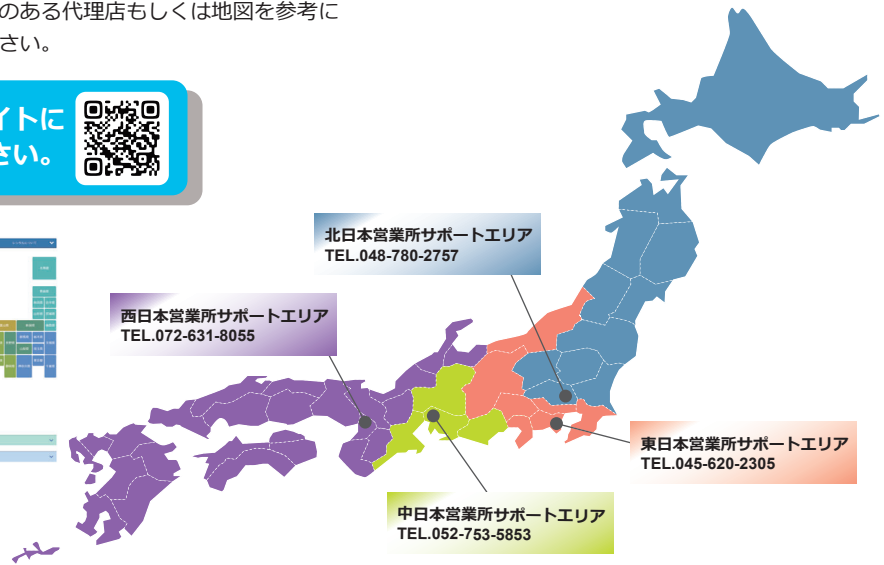 のある代理店もしくは地図を参考に
さい。
イトに
さい。
北日本営業所サポートエリア
TEL.048-780-2757
西日本営業所サポートエリア
TEL.072-631-8055
東日本営業所サポートエリア
TEL.045-620-2305
中日本営業所サポートエリア
TEL.052-753-5853